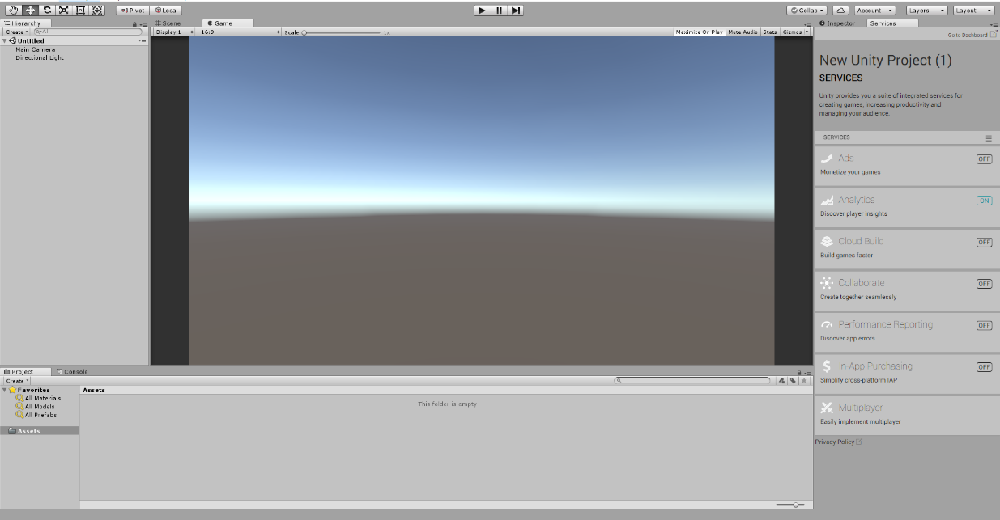 Pivot Local
Collab Account Layers Layout
Hierarchy
Create All
Untitled
Main Camera
Directional Light
Scene Game
Display 1 16:9 Scale 1x Maximize On Play Mute Audio Stats Gizmos
Inspector Services
Go to Dashboard
New Unity Project (1)
SERVICES
Unity provides you a suite of integrated services for
creating games, increasing productivity and
managing your audience.
SERVICES
Ads OFF
Monetize your games
Analytics ON
Discover player insights
Cloud Build OFF
Build games faster
Collaborate OFF
Create together seamlessly
Performance Reporting OFF
Discover app errors
In-App Purchasing OFF
Simplify cross-platform IAP
Multiplayer
Easily implement multiplayer
Privacy Policy
Project Console
Create
Favorites
All Materials
All Models
All Prefabs
Assets
Assets
This folder is empty